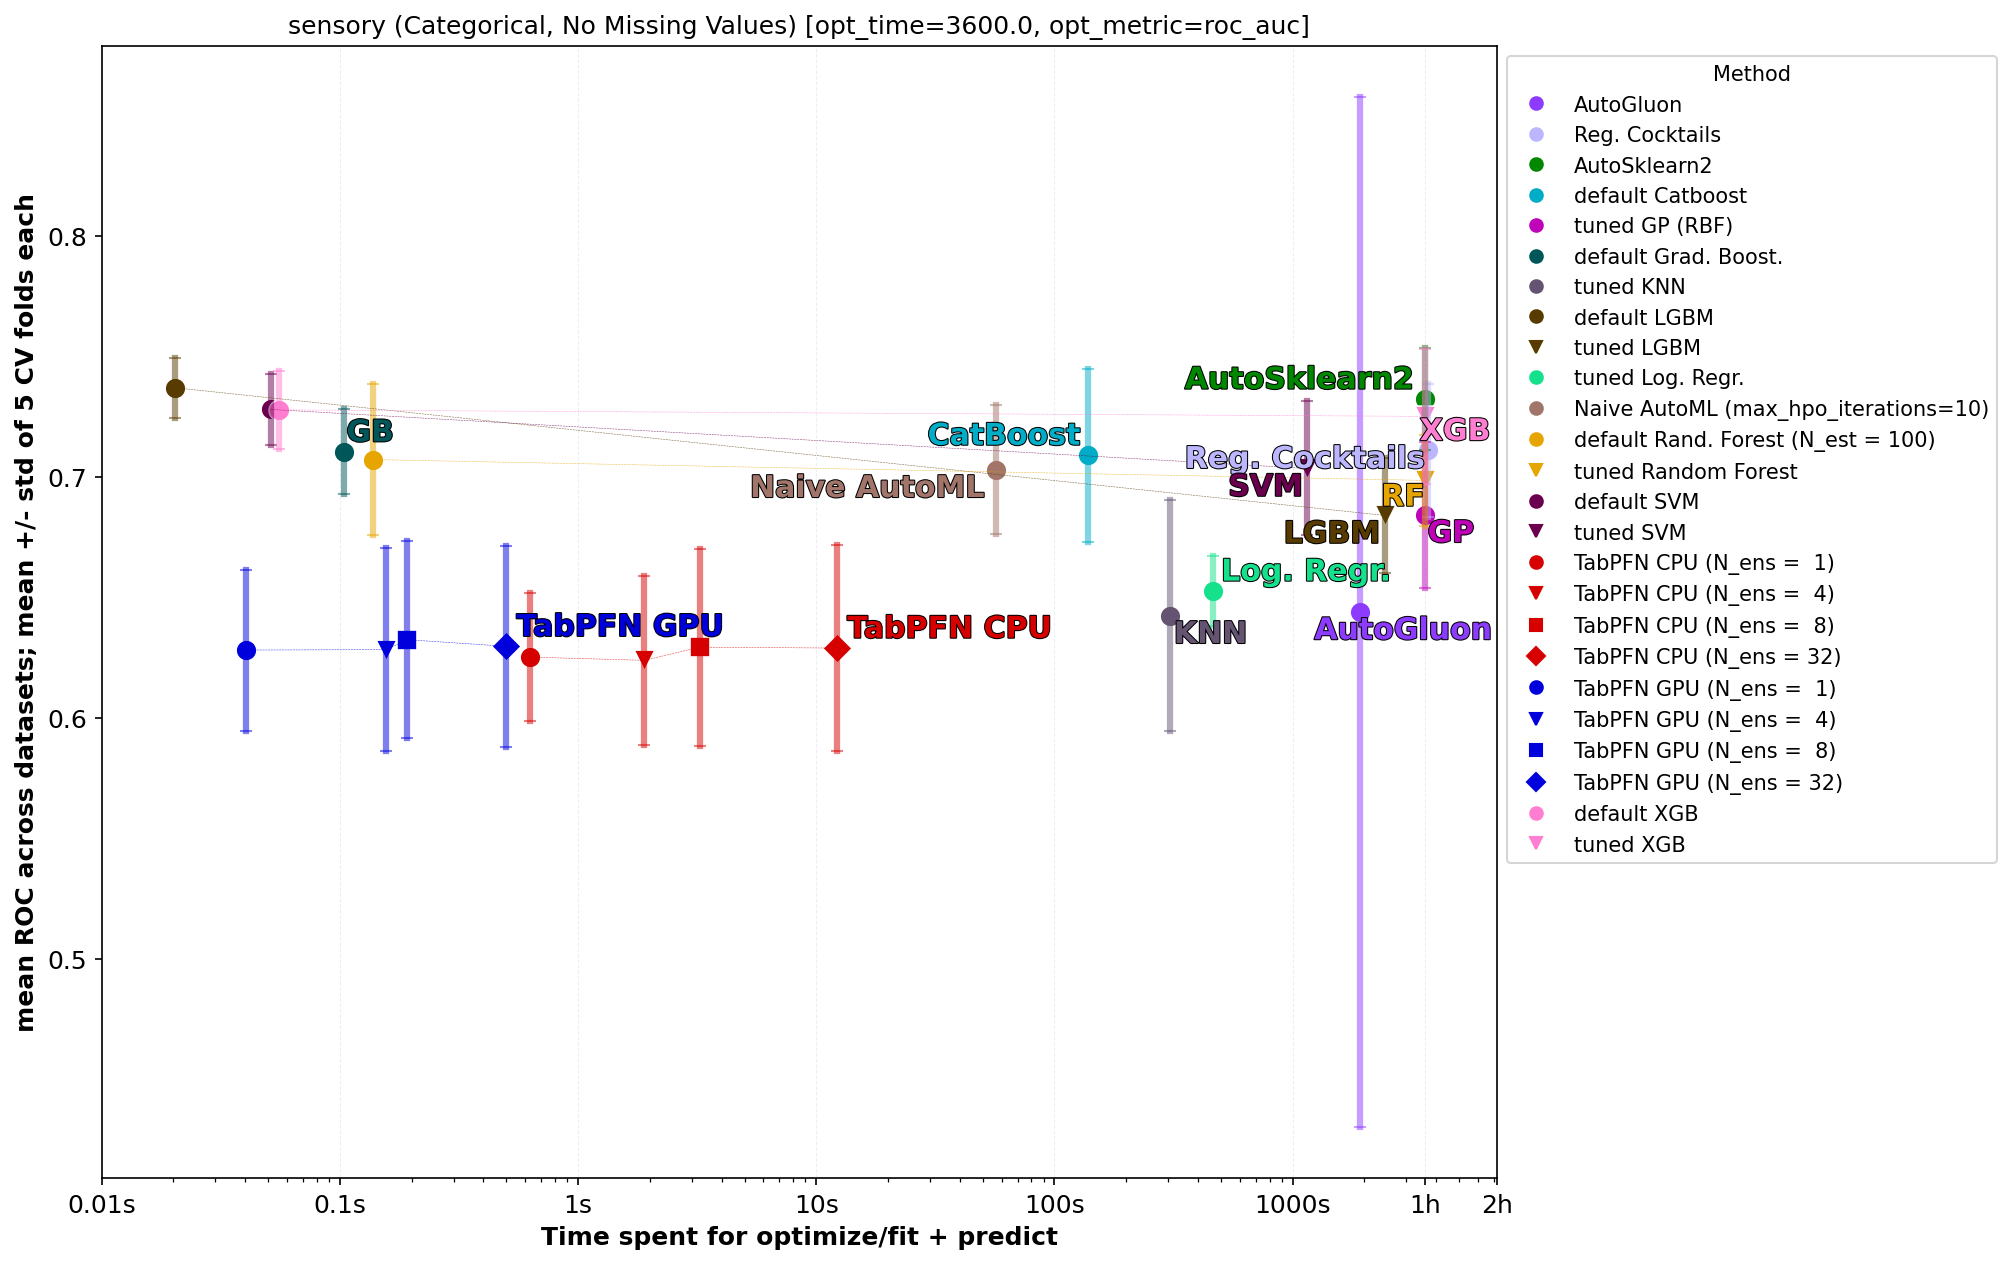 sensory (Categorical, No Missing Values) [opt_time=3600.0, opt_metric=roc_auc]
mean ROC across datasets; mean +/- std of 5 CV folds each
0.8
0.7
0.6
0.5
AutoSklearn2
XGB
GB
CatBoost
Reg. Cocktails
Naive AutoML
SVM
RF
LGBM
GP
Log. Regr.
TabPFN GPU
TabPFN CPU
KNN
AutoGluon
0.01s
0.1s
1s
10s
100s
1000s
1h
2h
Time spent for optimize/fit + predict
Method
AutoGluon
Reg. Cocktails
AutoSklearn2
default Catboost
tuned GP (RBF)
default Grad. Boost.
tuned KNN
default LGBM
tuned LGBM
tuned Log. Regr.
Naive AutoML (max_hpo_iterations=10)
default Rand. Forest (N_est = 100)
tuned Random Forest
default SVM
tuned SVM
TabPFN CPU (N_ens =  1)
TabPFN CPU (N_ens =  4)
TabPFN CPU (N_ens =  8)
TabPFN CPU (N_ens = 32)
TabPFN GPU (N_ens =  1)
TabPFN GPU (N_ens =  4)
TabPFN GPU (N_ens =  8)
TabPFN GPU (N_ens = 32)
default XGB
tuned XGB